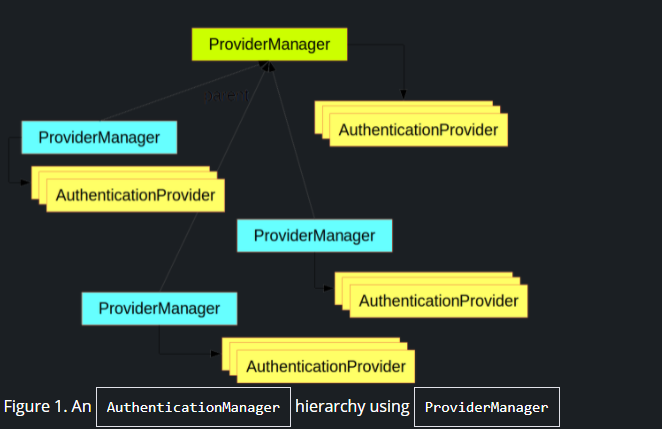 ProviderManager
parent
AuthenticationProvider
ProviderManager
AuthenticationProvider
ProviderManager
AuthenticationProvider
ProviderManager
AuthenticationProvider
Figure 1. An AuthenticationManager hierarchy using ProviderManager